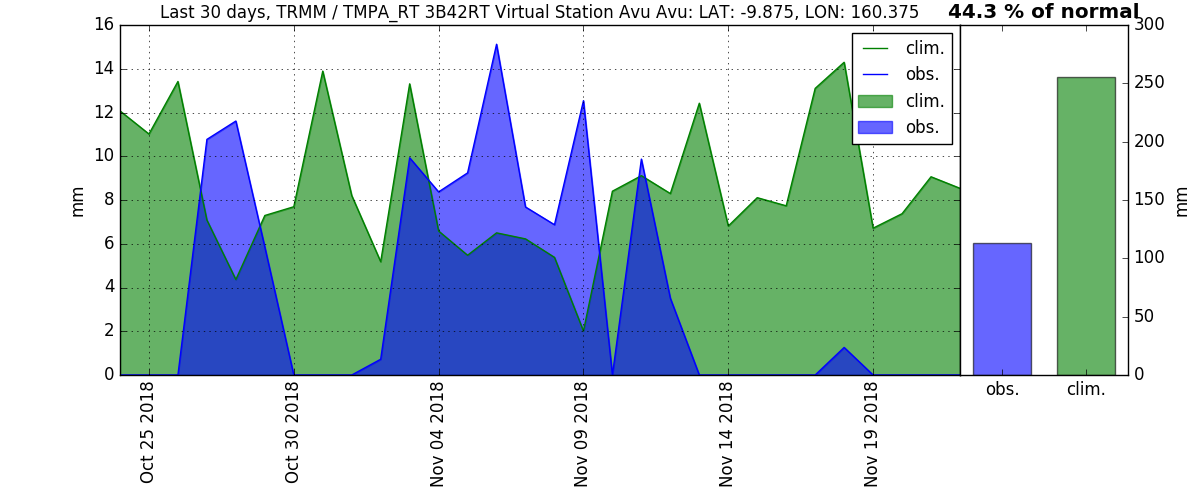 Last 30 days, TRMM / TMPA_RT 3B42RT Virtual Station Avu Avu: LAT: -9.875, LON: 160.375
44.3 % of normal
16
14
12
10
8
6
4
2
0
mm
clim.
obs.
clim.
obs.
Oct 25 2018
Oct 30 2018
Nov 04 2018
Nov 09 2018
Nov 14 2018
Nov 19 2018
300
250
200
150
100
50
0
mm
obs.
clim.